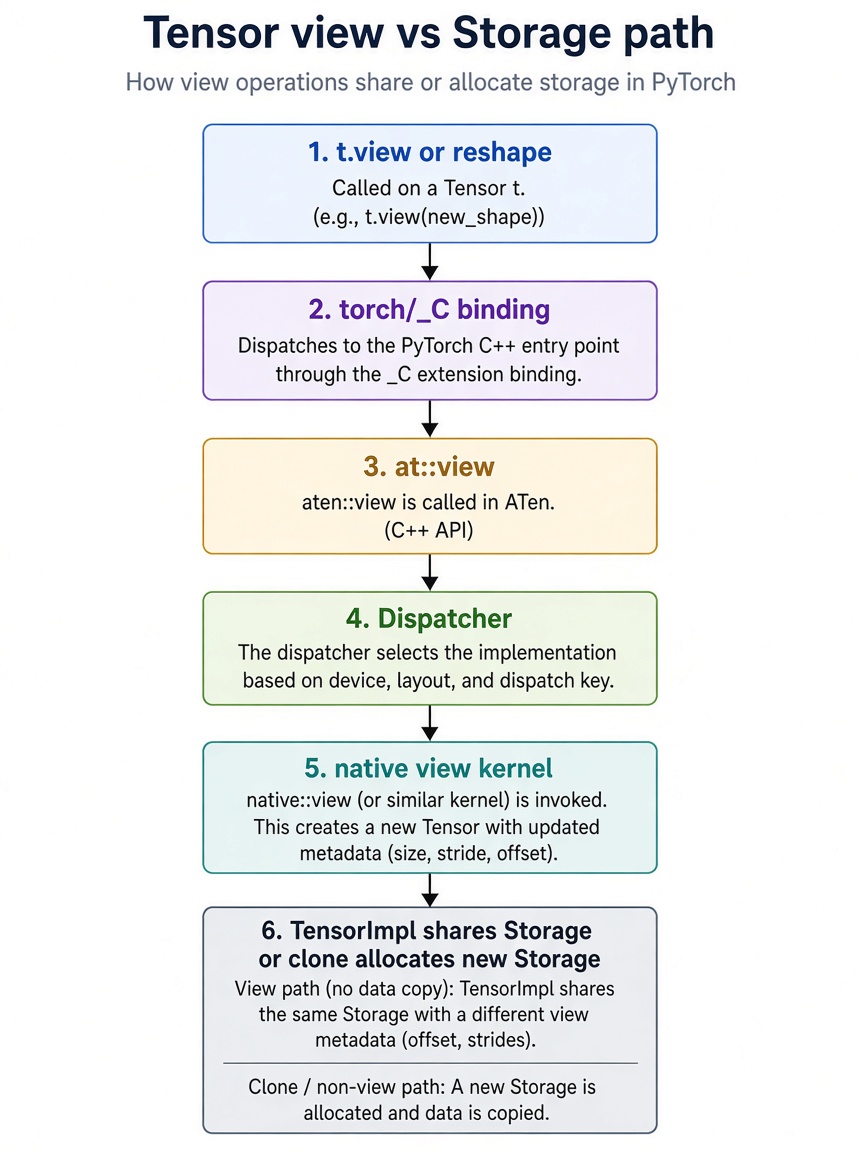 Tensor view vs Storage path
How view operations share or allocate storage in PyTorch
1. t.view or reshape
Called on a Tensor t.
(e.g., t.view(new_shape))
2. torch/_C binding
Dispatches to the PyTorch C++ entry point
through the _C extension binding.
3. at::view
aten::view is called in ATen.
(C++ API)
4. Dispatcher
The dispatcher selects the implementation
based on device, layout, and dispatch key.
5. native view kernel
native::view (or similar kernel) is invoked.
This creates a new Tensor with updated
metadata (size, stride, offset).
6. TensorImpl shares Storage
or clone allocates new Storage
View path (no data copy): TensorImpl shares
the same Storage with a different view
metadata (offset, strides).
Clone / non-view path: A new Storage is
allocated and data is copied.